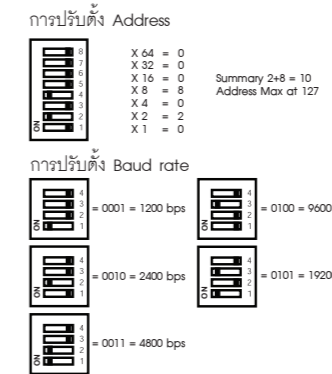 การปรับตั้ง Address
8
7
6
5
4
3
2
1
ON
X 64 = 0
X 32 = 0
X 16 = 0
X 8 = 8
X 4 = 0
X 2 = 2
X 1 = 0
Summary 2+8 = 10
Address Max at 127
การปรับตั้ง Baud rate
4
3
2
1
ON
= 0001 = 1200 bps
4
3
2
1
ON
= 0100 = 9600
4
3
2
1
ON
= 0010 = 2400 bps
4
3
2
1
ON
= 0101 = 1920
4
3
2
1
ON
= 0011 = 4800 bps